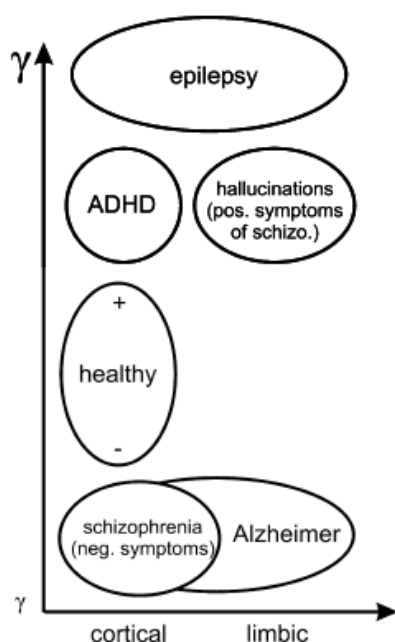 γ
epilepsy
ADHD
hallucinations
(pos. symptoms
of schizo.)
+
healthy
-
schizophrenia
(neg. symptoms)
Alzheimer
γ
cortical
limbic